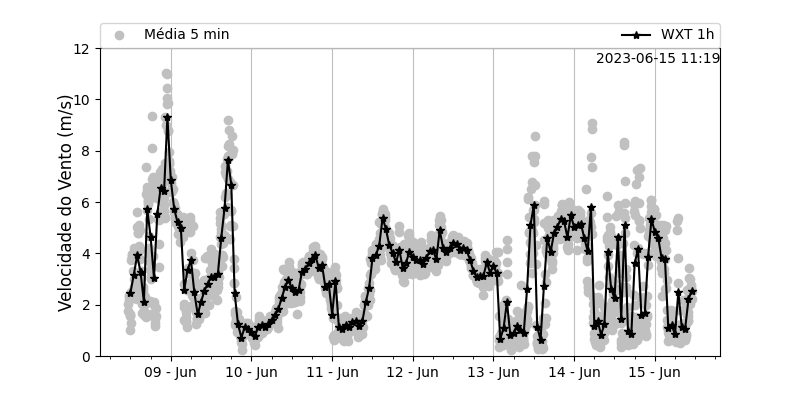 Média 5 min
WXT 1h
2023-06-15 11:19
Velocidade do Vento (m/s)
12
10
8
6
4
2
0
09 - Jun
10 - Jun
11 - Jun
12 - Jun
13 - Jun
14 - Jun
15 - Jun